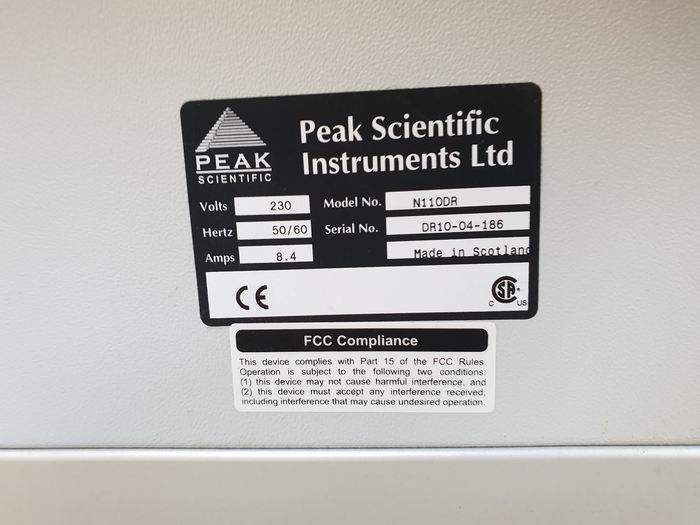 PEAK
SCIENTIFIC
Peak Scientific
Instruments Ltd
Volts 230 Model No. N110DR
Hertz 50/60 Serial No. DR10-04-186
Amps 8.4 Made in Scotland
CE
C SA US
FCC Compliance
This device complies with Part 15 of the FCC Rules.
Operation is subject to the following two conditions:
(1) this device may not cause harmful interference, and
(2) this device must accept any interference received,
including interference that may cause undesired operation.